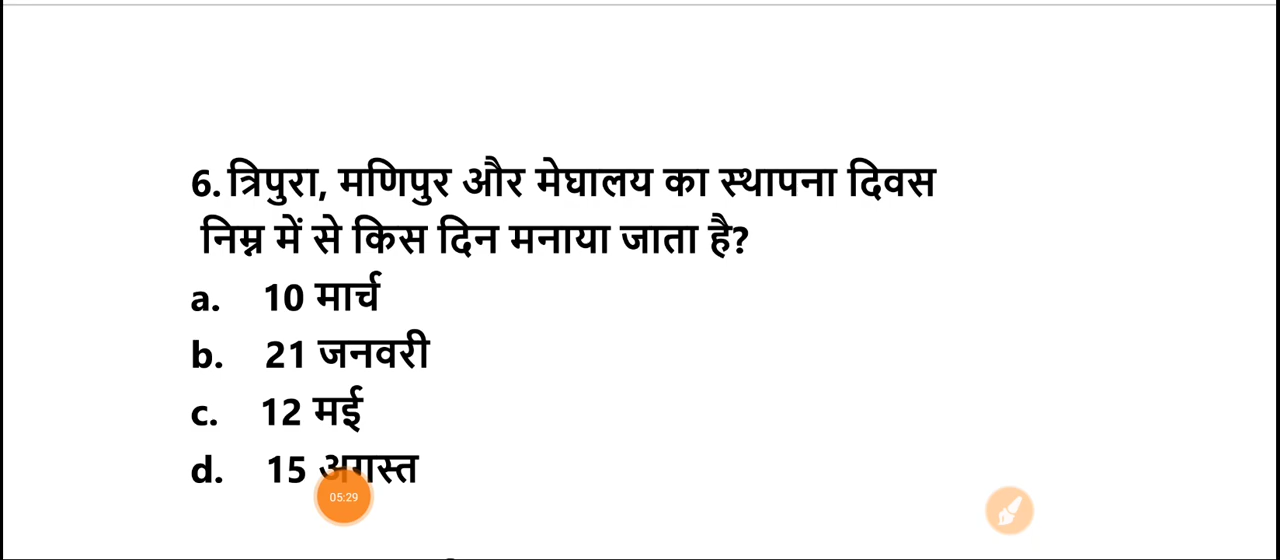 6. त्रिपुरा, मणिपुर और मेघालय का स्थापना दिवस
निम्न में से किस दिन मनाया जाता है?
a. 10 मार्च
b. 21 जनवरी
c. 12 मई
d. 15 अगस्त
05:29